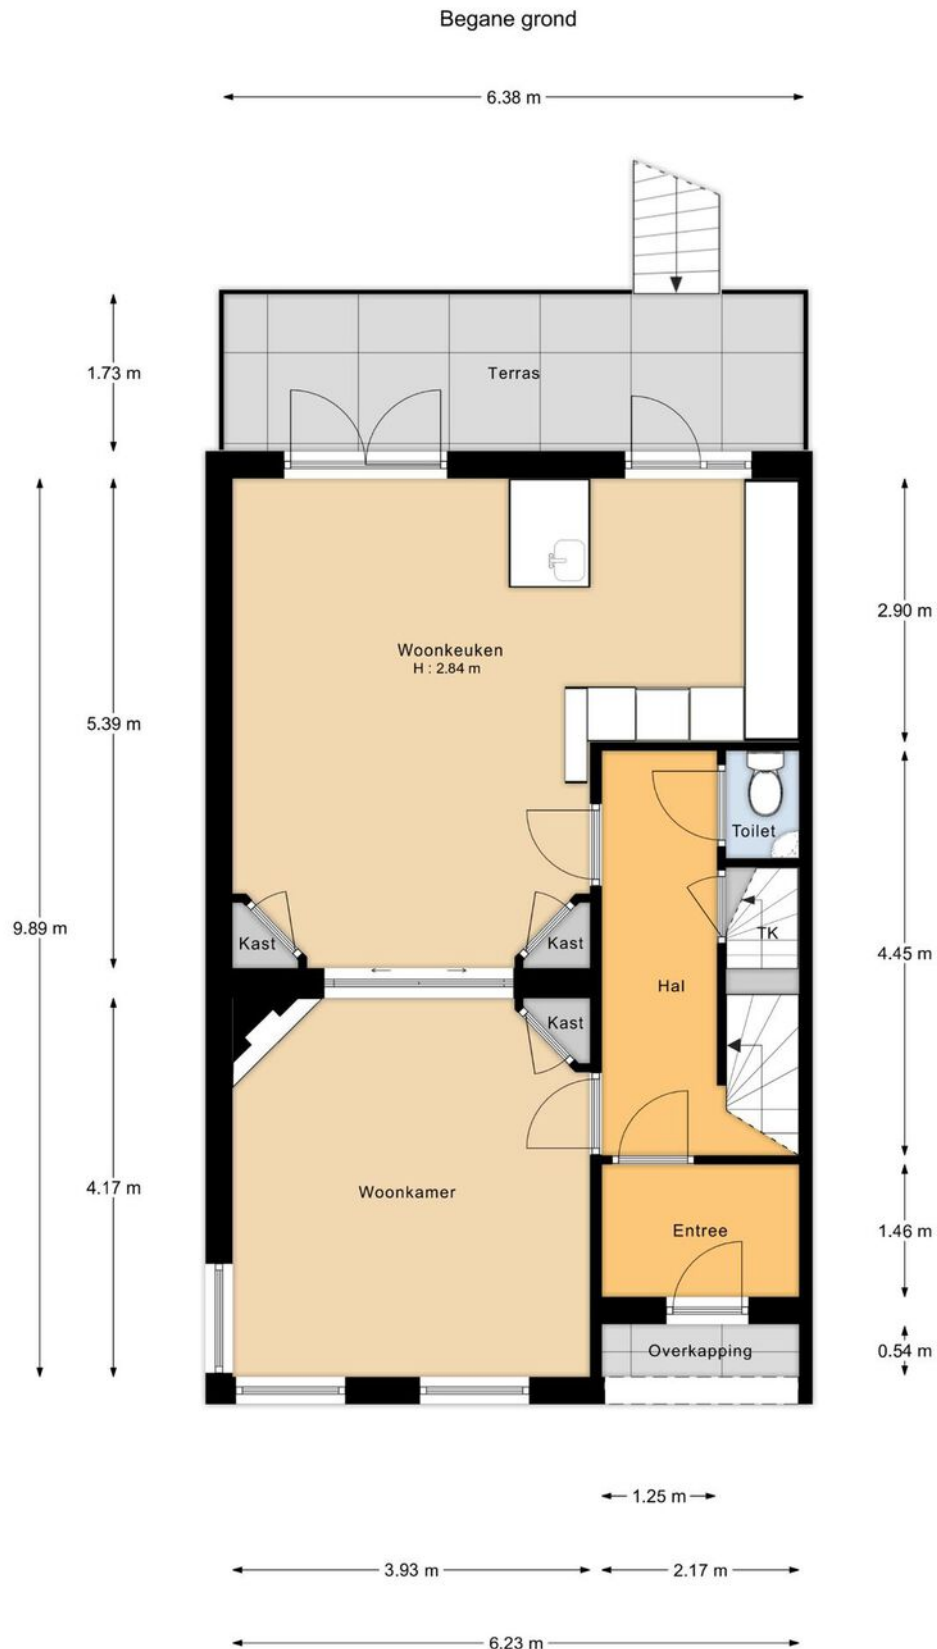 Begane grond
6.38 m
1.73 m
Terras
2.90 m
Woonkeuken
H : 2.84 m
5.39 m
Toilet
9.89 m
Kast
Kast
TK
4.45 m
Hal
Kast
4.17 m
Woonkamer
Entree
1.46 m
Overkapping
0.54 m
1.25 m
3.93 m
2.17 m
6.23 m